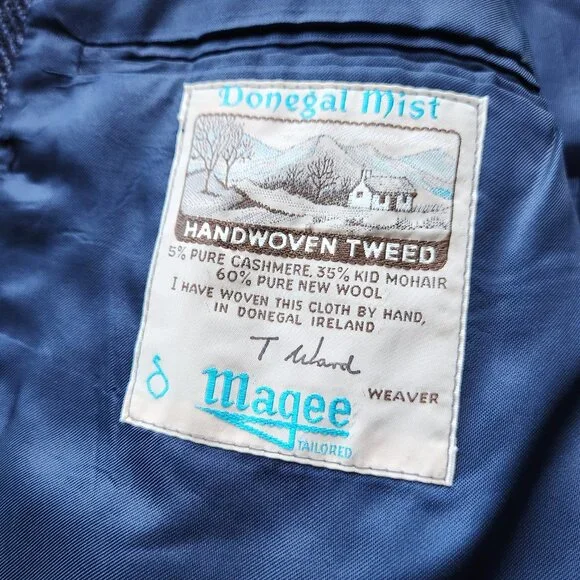 Donegal Mist
HANDWOVEN TWEED
5% PURE CASHMERE, 35% KID MOHAIR
60% PURE NEW WOOL
I HAVE WOVEN THIS CLOTH BY HAND,
IN DONEGAL IRELAND
T Ward
WEAVER
Magee
TAILORED